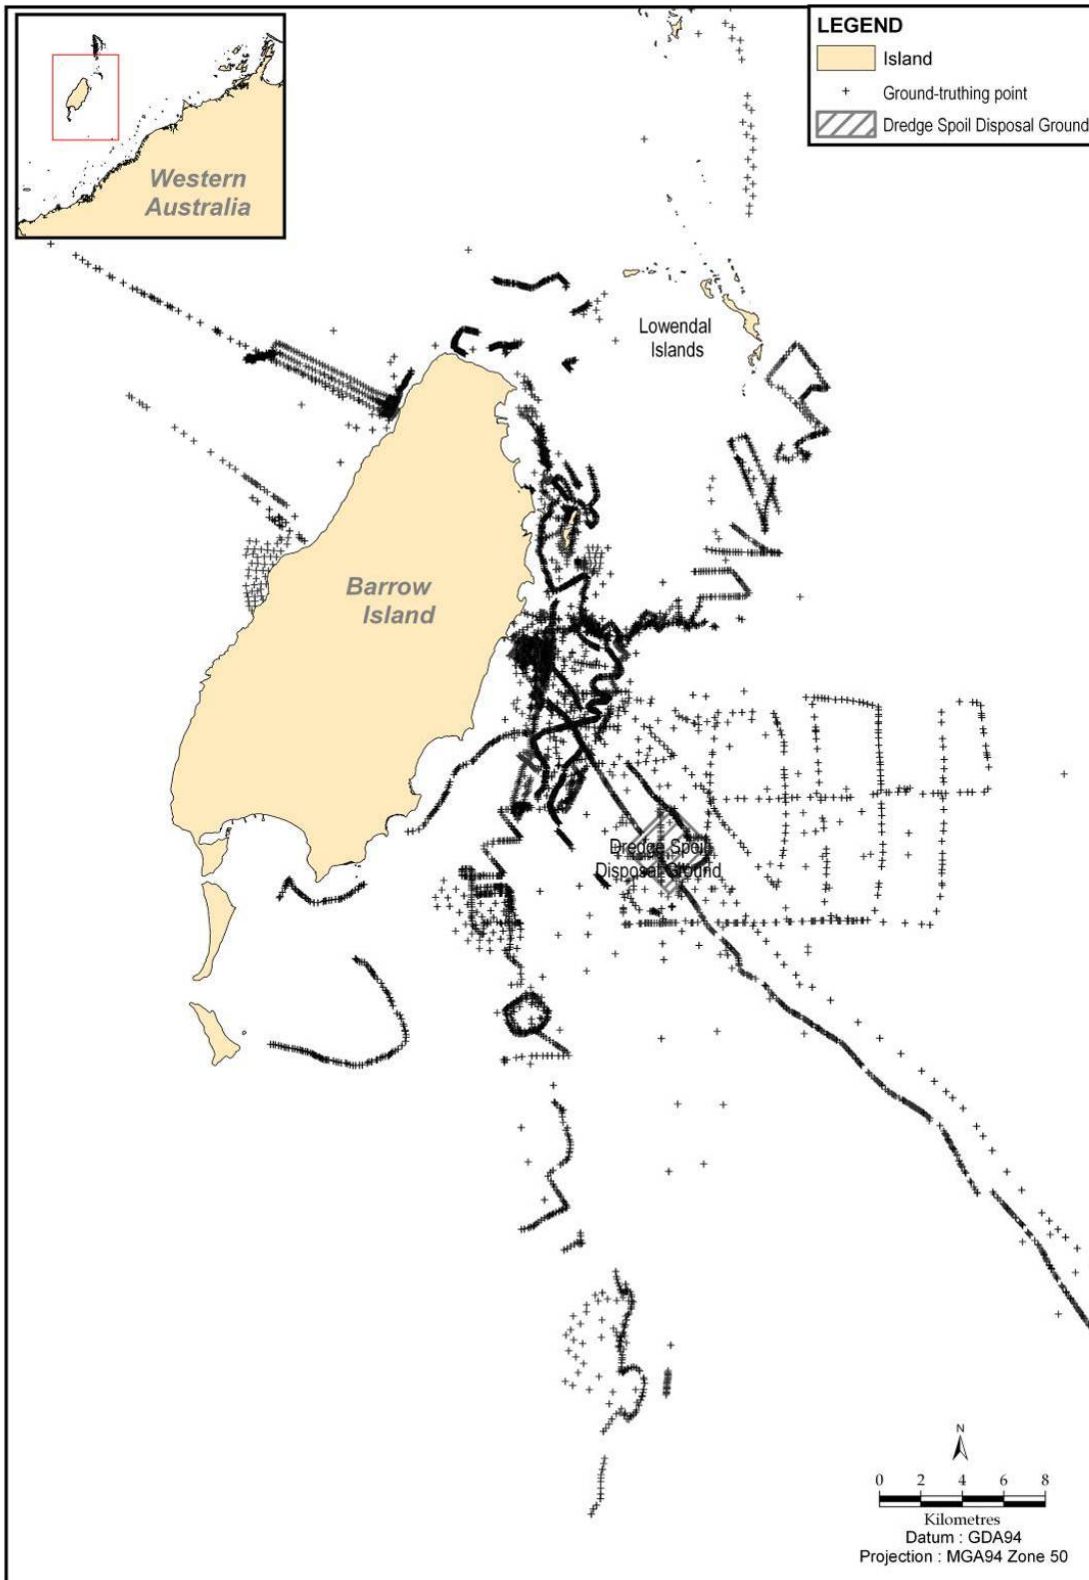 LEGEND
Island
Ground-truthing point
Dredge Spoil Disposal Ground
Western
Australia
Lowendal
Islands
Barrow
Island
Dredge Spoil
Disposal Ground
N
0 2 4 6 8
Kilometres
Datum : GDA94
Projection : MGA94 Zone 50